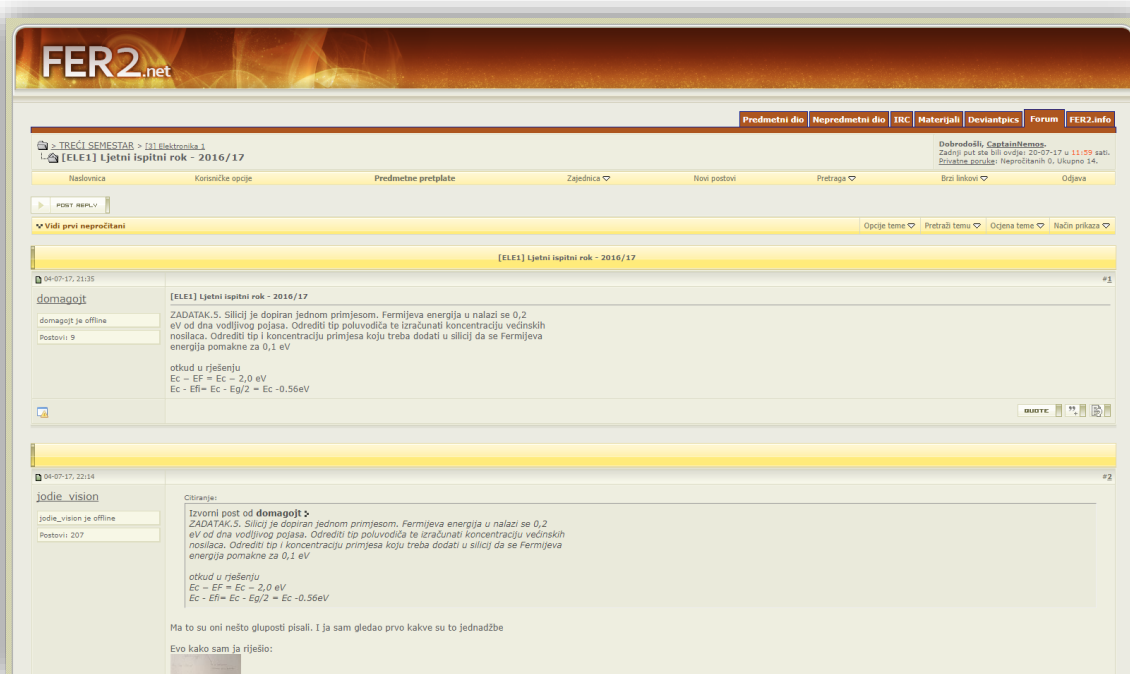 FER2.net
Predmetni dio Nepredmetni dio IRC Materijali Deviantpics Forum FER2.info
> TREĆI SEMESTAR > [3] Elektronika 1
[ELE1] Ljetni ispitni rok - 2016/17
Dobrodošli, CaptainNemos.
Zadnji put ste bili ovdje: 20-07-17 u 11:59 sati.
Privatne poruke: Nepročitanih 0, Ukupno 14.
Naslovnica Korisničke opcije Predmetne pretplate Zajednica Novi postovi Pretraga Brzi linkovi Odjava
POST REPLY
Vidi prvi nepročitani Opcije teme Pretraži temu Ocjena teme Način prikaza
[ELE1] Ljetni ispitni rok - 2016/17
04-07-17, 21:35 #1
domagojt
domagojt je offline
Postovi: 9
[ELE1] Ljetni ispitni rok - 2016/17
ZADATAK.5. Silicij je dopiran jednom primjesom. Fermijeva energija u nalazi se 0,2
eV od dna vodljivog pojasa. Odrediti tip poluvodiča te izračunati koncentraciju većinskih
nosilaca. Odrediti tip i koncentraciju primjesa koju treba dodati u silicij da se Fermijeva
energija pomakne za 0,1 eV
otkud u rješenju
Ec − EF = Ec − 2,0 eV
Ec - Efi= Ec - Eg/2 = Ec -0.56eV
QUOTE
04-07-17, 22:14 #2
jodie_vision
jodie_vision je offline
Postovi: 207
Citiranje:
Izvorni post od domagojt
ZADATAK.5. Silicij je dopiran jednom primjesom. Fermijeva energija u nalazi se 0,2
eV od dna vodljivog pojasa. Odrediti tip poluvodiča te izračunati koncentraciju većinskih
nosilaca. Odrediti tip i koncentraciju primjesa koju treba dodati u silicij da se Fermijeva
energija pomakne za 0,1 eV
otkud u rješenju
Ec − EF = Ec − 2,0 eV
Ec - Efi= Ec - Eg/2 = Ec -0.56eV
Ma to su oni nešto gluposti pisali. I ja sam gledao prvo kakve su to jednadžbe
Evo kako sam ja riješio: